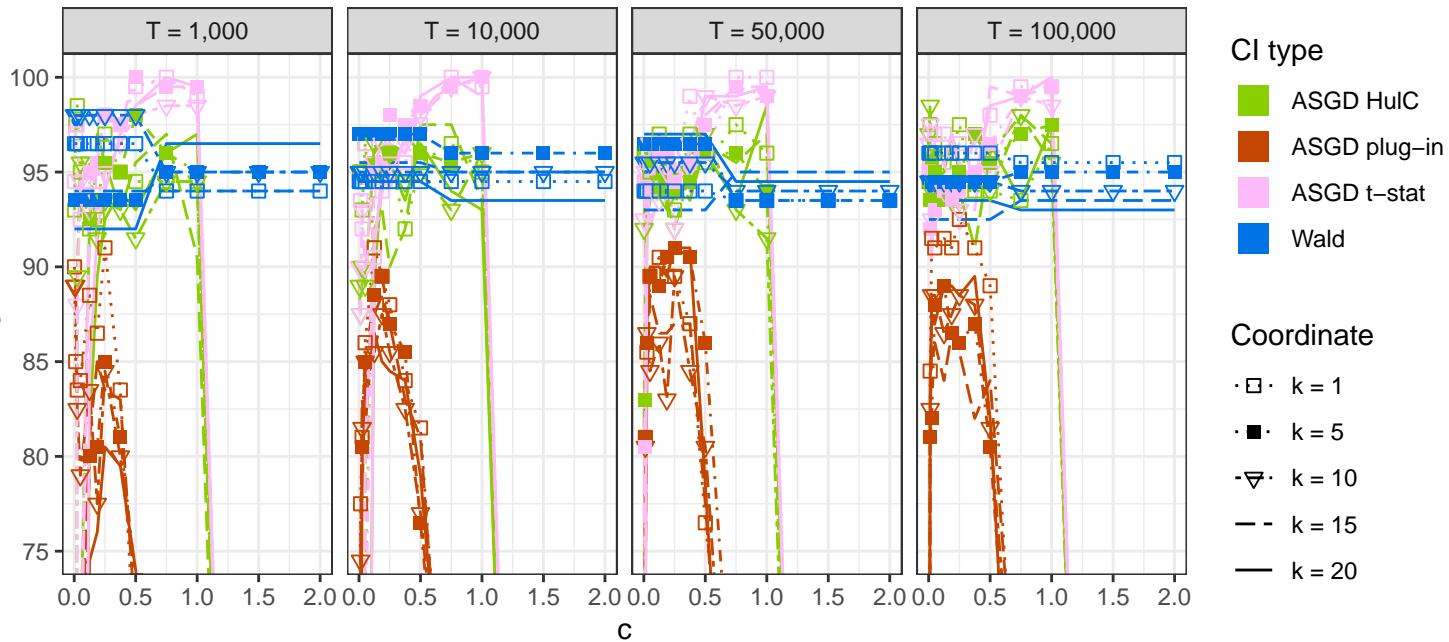 T = 1,000 T = 10,000 T = 50,000 T = 100,000
100
95
90
85
80
75
0.0 0.5 1.0 1.5 2.0 0.0 0.5 1.0 1.5 2.0 0.0 0.5 1.0 1.5 2.0 0.0 0.5 1.0 1.5 2.0
c
CI type
ASGD HulC
ASGD plug-in
ASGD t-stat
Wald
Coordinate
k = 1
k = 5
k = 10
k = 15
k = 20